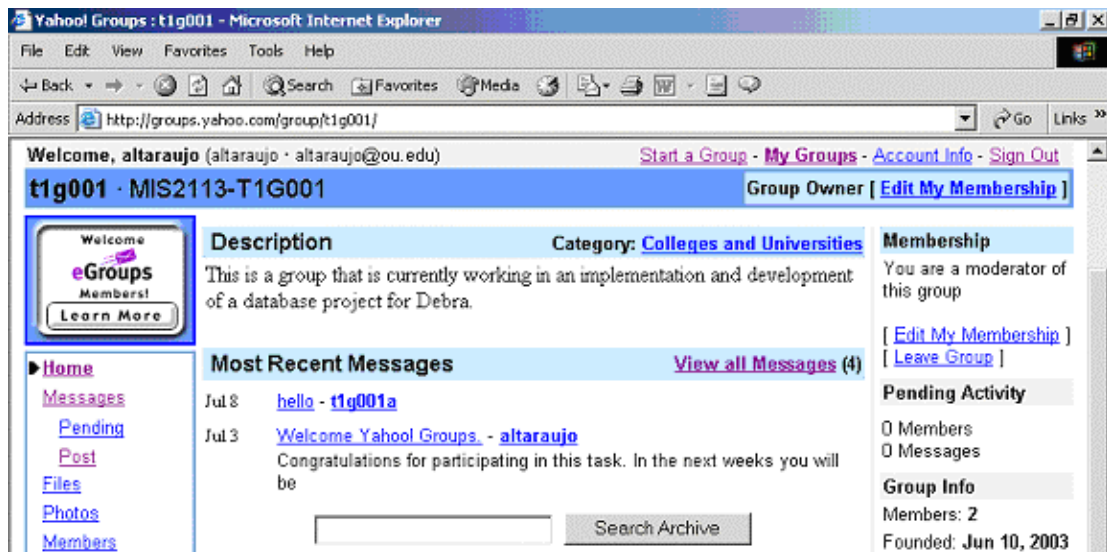 Yahoo! Groups : t1g001 - Microsoft Internet Explorer
File Edit View Favorites Tools Help
Back Search Favorites Media
Address http://groups.yahoo.com/group/t1g001/ Go Links »
Welcome, altaraujo (altaraujo · altaraujo@ou.edu) Start a Group - My Groups - Account Info - Sign Out
t1g001 · MIS2113-T1G001 Group Owner [ Edit My Membership ]
Welcome
eGroups
Members!
Learn More
Home
Messages
Pending
Post
Files
Photos
Members
Description Category: Colleges and Universities
This is a group that is currently working in an implementation and development
of a database project for Debra.
Most Recent Messages View all Messages (4)
Jul 8 hello - t1g001a
Jul 3 Welcome Yahoo! Groups. - altaraujo
Congratulations for participating in this task. In the next weeks you will
be
Search Archive
Membership
You are a moderator of
this group
[ Edit My Membership ]
[ Leave Group ]
Pending Activity
0 Members
0 Messages
Group Info
Members: 2
Founded: Jun 10, 2003